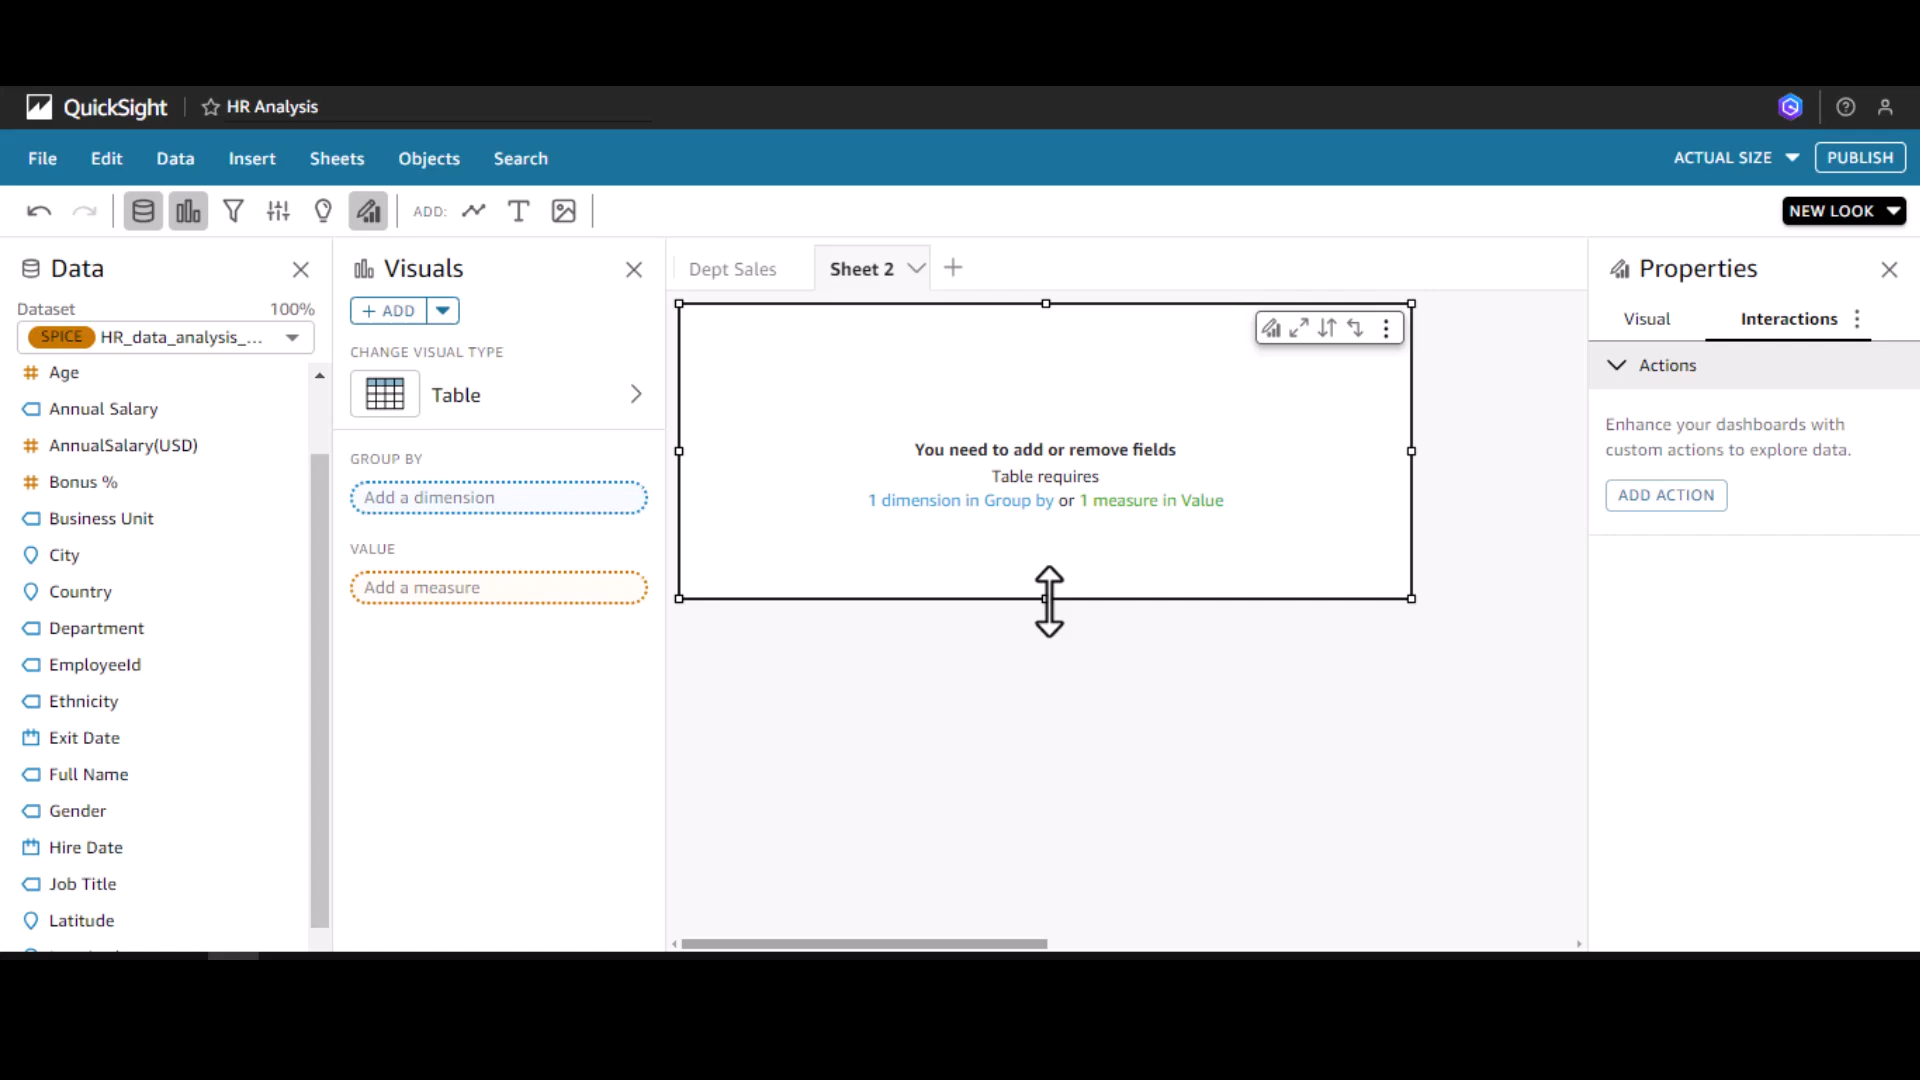 QuickSight
HR Analysis
File Edit Data Insert Sheets Objects Search
ACTUAL SIZE
PUBLISH
ADD:
NEW LOOK
Data
Dataset 100%
SPICE HR_data_analysis_...
Age
Annual Salary
AnnualSalary(USD)
Bonus %
Business Unit
City
Country
Department
EmployeeId
Ethnicity
Exit Date
Full Name
Gender
Hire Date
Job Title
Latitude
Visuals
+ ADD
CHANGE VISUAL TYPE
Table
GROUP BY
Add a dimension
VALUE
Add a measure
Dept Sales
Sheet 2
You need to add or remove fields
Table requires
1 dimension in Group by or 1 measure in Value
Properties
Visual Interactions
Actions
Enhance your dashboards with
custom actions to explore data.
ADD ACTION